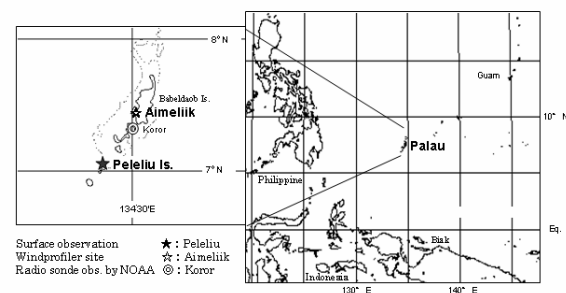 8° N
Babeldaob Is.
Aimeliik
Koror
Peleliu Is.
7° N
134°30'E
Guam
10° N
Palau
Philippine
Eq.
Biak
Indonesia
130° E
140° E
Surface observation ★ : Peleliu
Windprofiler site ☆ : Aimeliik
Radio sonde obs. by NOAA ◎ : Koror